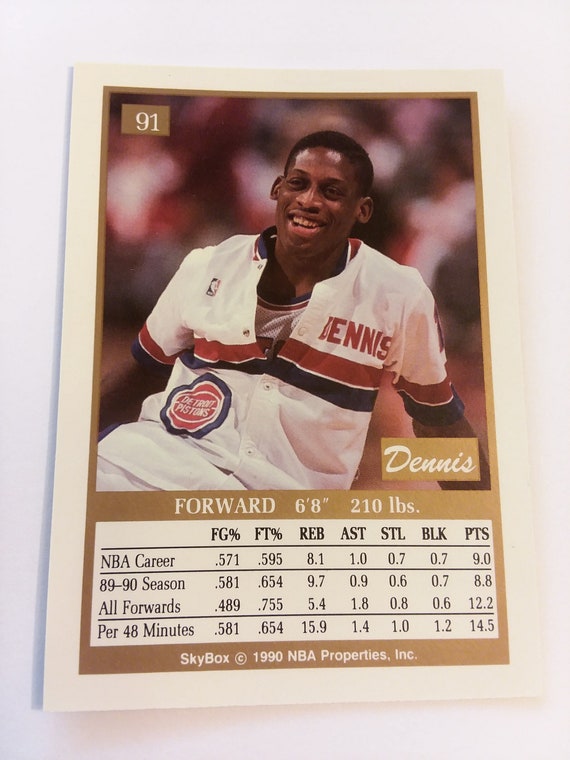 91
DENNIS
DETROIT
PISTONS
Dennis
FORWARD 6'8" 210 lbs.
FG% FT% REB AST STL BLK PTS
NBA Career .571 .595 8.1 1.0 0.7 0.7 9.0
89–90 Season .581 .654 9.7 0.9 0.6 0.7 8.8
All Forwards .489 .755 5.4 1.8 0.8 0.6 12.2
Per 48 Minutes .581 .654 15.9 1.4 1.0 1.2 14.5
SkyBox © 1990 NBA Properties, Inc.